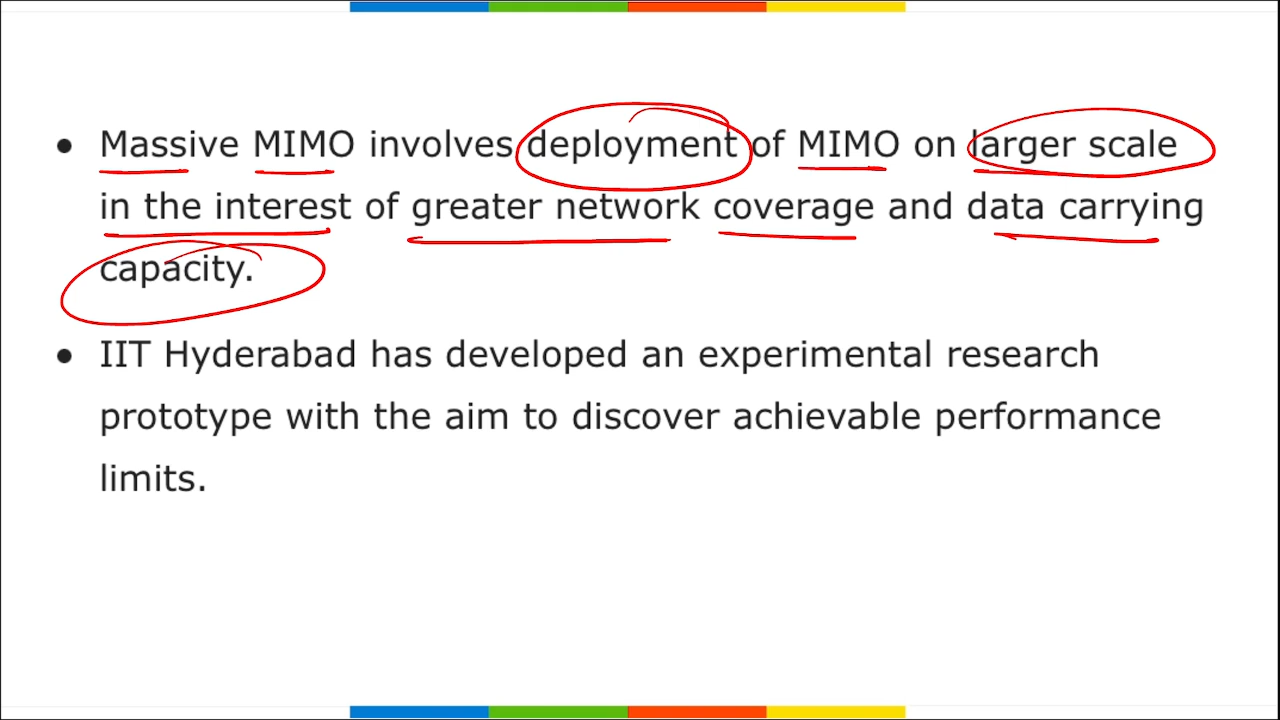 • Massive MIMO involves deployment of MIMO on larger scale
in the interest of greater network coverage and data carrying
capacity.
• IIT Hyderabad has developed an experimental research
prototype with the aim to discover achievable performance
limits.